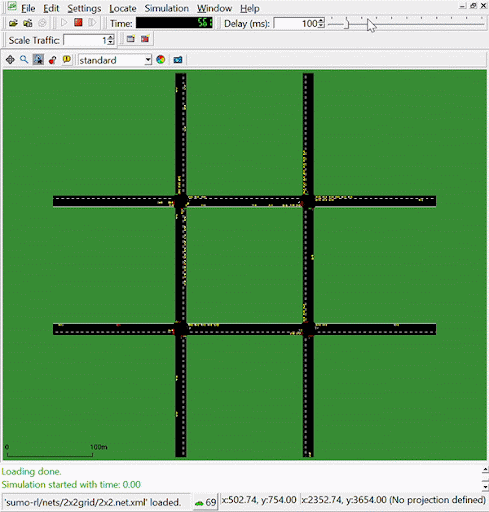 File Edit Settings Locate Simulation Window Help
Time: 56 Delay (ms): 100
Scale Traffic: 1
standard
0 100m
Loading done.
Simulation started with time: 0.00
'sumo-rl/nets/2x2grid/2x2.net.xml' loaded. 69 x:502.74, y:754.00 x:2352.74, y:3654.00 (No projection defined)